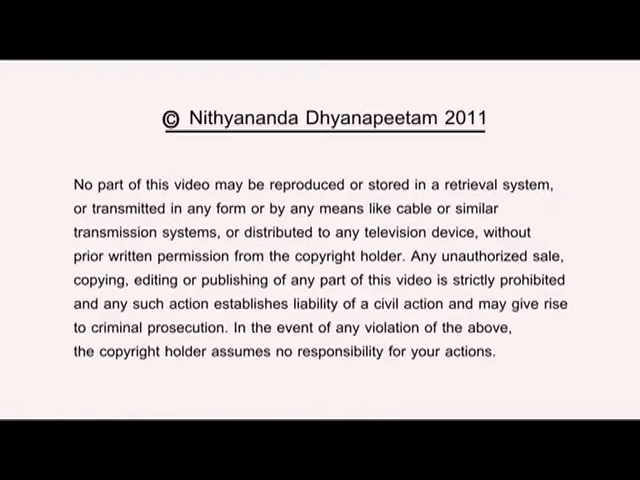 © Nithyananda Dhyanapeetam 2011
No part of this video may be reproduced or stored in a retrieval system,
or transmitted in any form or by any means like cable or similar
transmission systems, or distributed to any television device, without
prior written permission from the copyright holder. Any unauthorized sale,
copying, editing or publishing of any part of this video is strictly prohibited
and any such action establishes liability of a civil action and may give rise
to criminal prosecution. In the event of any violation of the above,
the copyright holder assumes no responsibility for your actions.